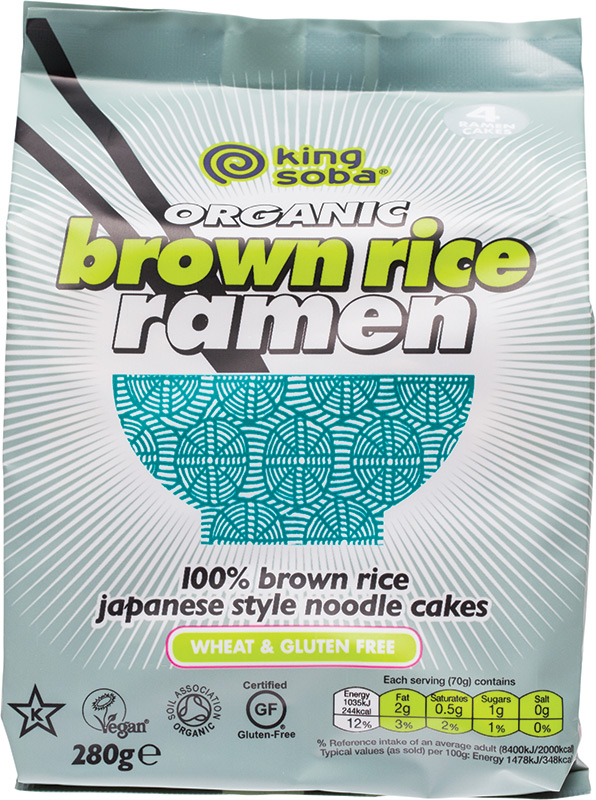 4
RAMEN
CAKES
king
soba®
ORGANIC
brown rice
ramen
100% brown rice
japanese style noodle cakes
WHEAT & GLUTEN FREE
K
Vegan®
SOIL ASSOCIATION
ORGANIC
Certified
GF
Gluten-Free
280g℮
Each serving (70g) contains
Energy
1035kJ
244kcal
12%
Fat
2g
3%
Saturates
0.5g
2%
Sugars
1g
1%
Salt
0g
0%
% Reference intake of an average adult (8400kJ/2000kcal
Typical values (as sold) per 100g: Energy 1478kJ/348kcal